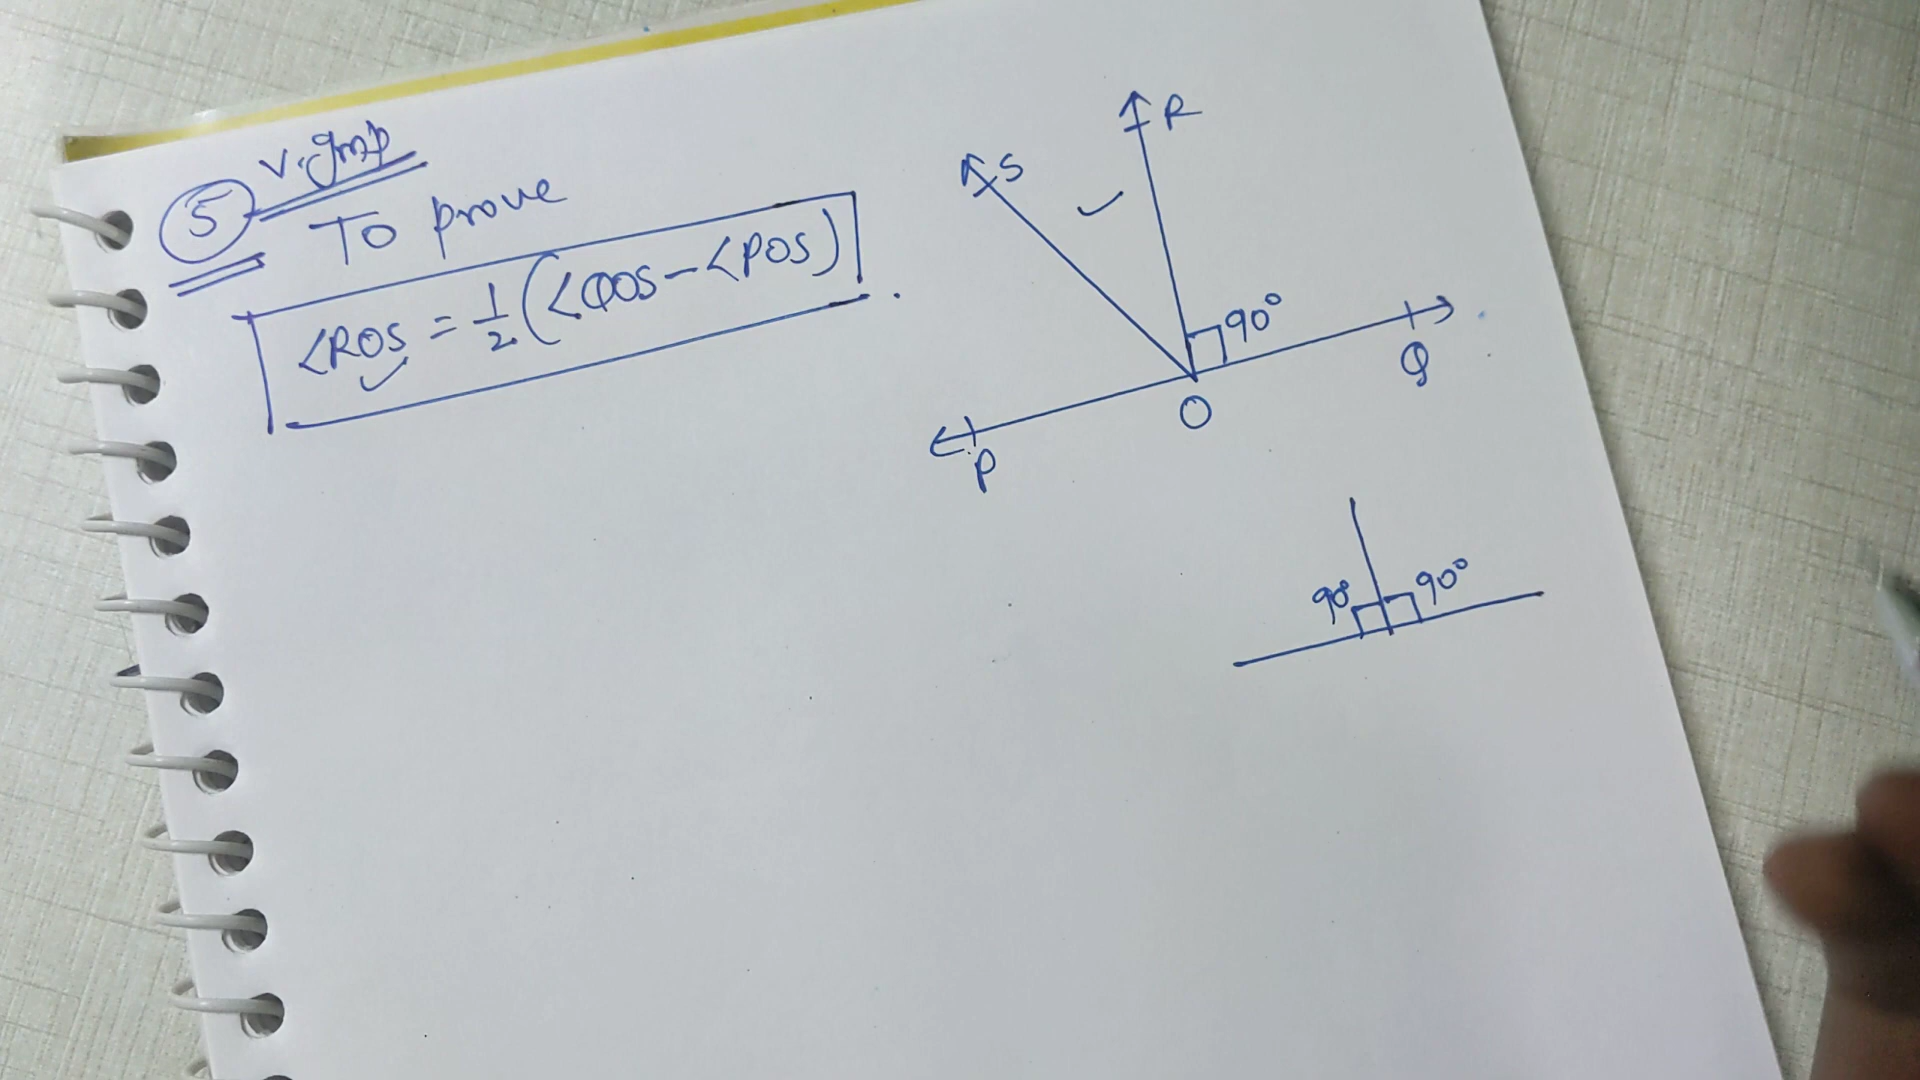 5 V. Imp
To prove
∠ROS = 1/2 (∠QOS - ∠POS).
R
S
90°
Q
O
P
90° 90°